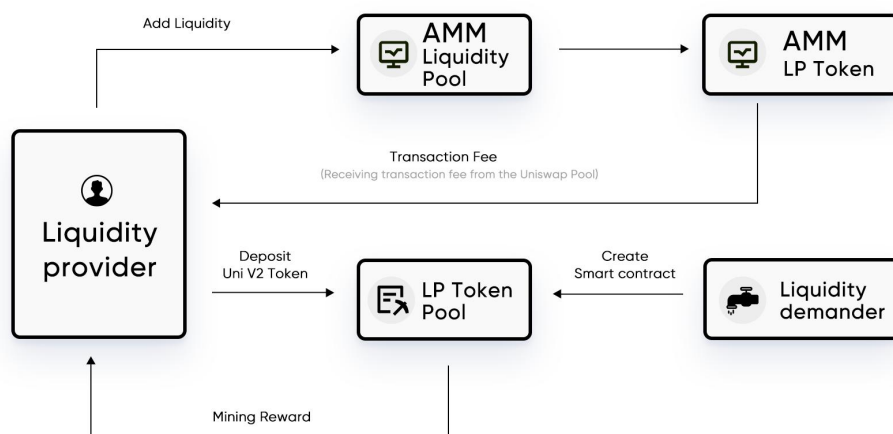 Add Liquidity
AMM
Liquidity
Pool
AMM
LP Token
Transaction Fee
(Receiving transaction fee from the Uniswap Pool)
Liquidity
provider
Deposit
Uni V2 Token
LP Token
Pool
Create
Smart contract
Liquidity
demander
Mining Reward